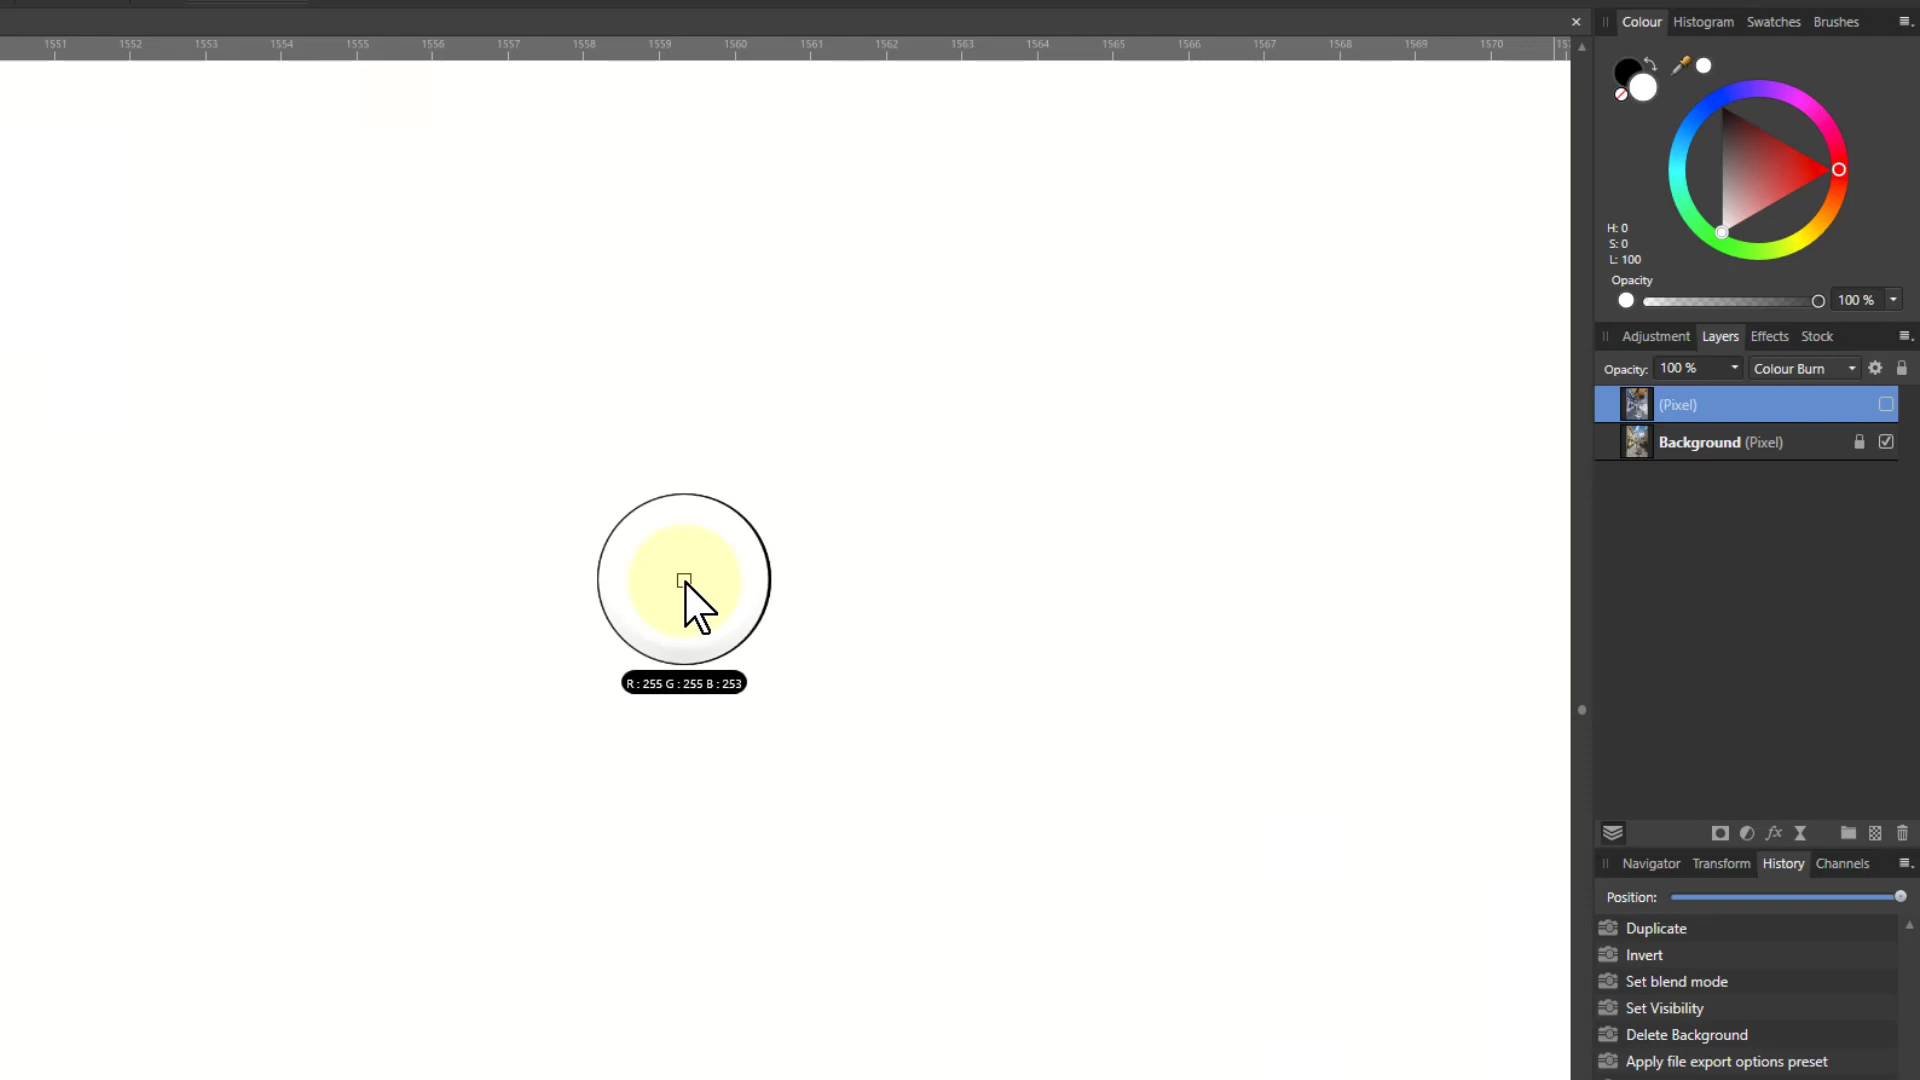 1551 1552 1553 1554 1555 1556 1557 1558 1559 1560 1561 1562 1563 1564 1565 1566 1567 1568 1569 1570
Colour Histogram Swatches Brushes
H: 0
S: 0
L: 100
Opacity
100 %
Adjustment Layers Effects Stock
Opacity: 100 % Colour Burn
(Pixel)
Background (Pixel)
R : 255 G : 255 B : 253
fx
Navigator Transform History Channels
Position:
Duplicate
Invert
Set blend mode
Set Visibility
Delete Background
Apply file export options preset